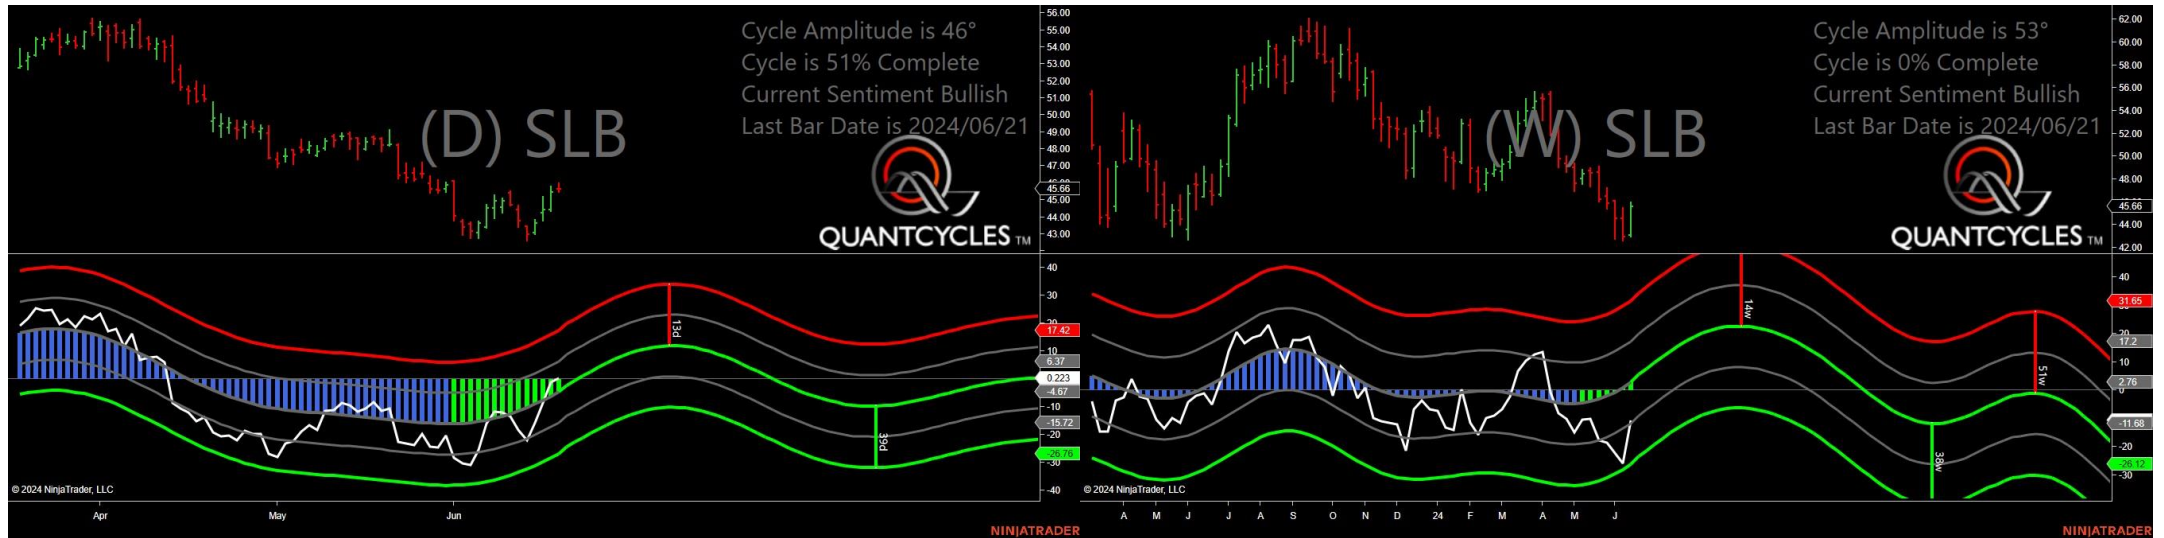 Cycle Amplitude is 46°
Cycle is 51% Complete
Current Sentiment Bullish
Last Bar Date is 2024/06/21
(D) SLB
QUANTCYCLES TM
56.00
55.00
54.00
53.00
52.00
51.00
50.00
49.00
48.00
47.00
45.66
45.00
44.00
43.00
40
30
17.42
10
6.37
0.223
-4.67
-10
-15.72
-20
-26.76
-30
-40
13d
39d
© 2024 NinjaTrader, LLC
Apr May Jun
NINJATRADER
Cycle Amplitude is 53°
Cycle is 0% Complete
Current Sentiment Bullish
Last Bar Date is 2024/06/21
(W) SLB
QUANTCYCLES TM
62.00
60.00
58.00
56.00
54.00
52.00
50.00
48.00
45.66
44.00
42.00
40
31.65
20
17.2
10
2.76
0
-11.68
-20
-26.12
-30
14w
38w
51w
© 2024 NinjaTrader, LLC
A M J J A S O N D 24 F M A M J
NINJATRADER